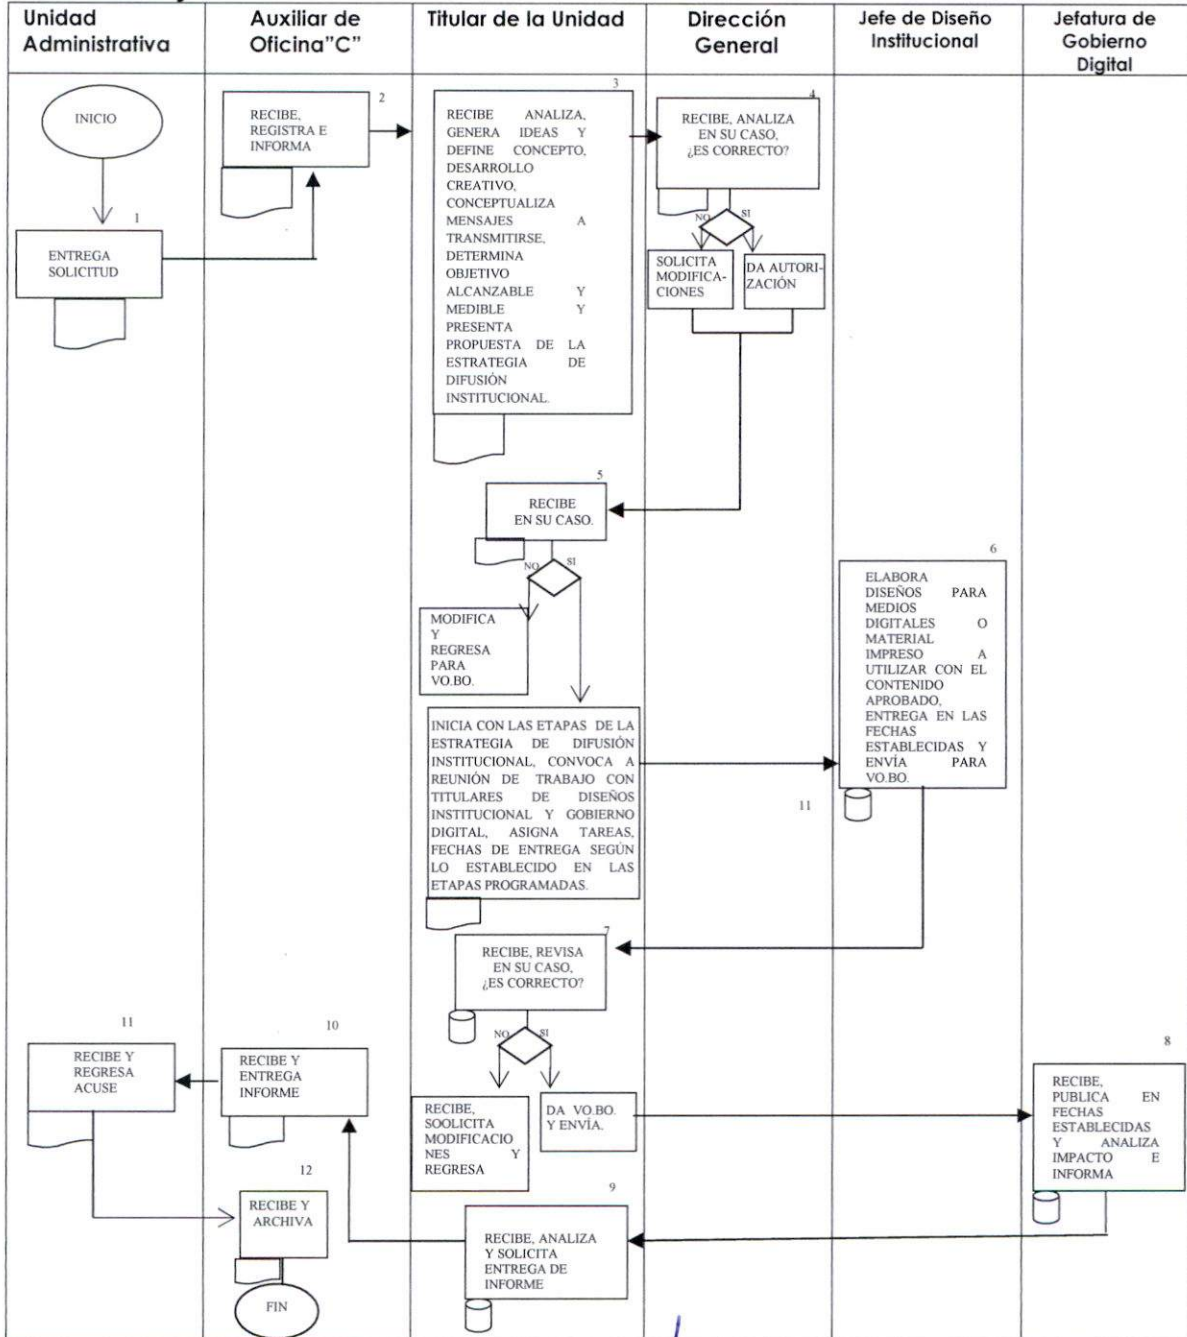 Unidad
Administrativa
Auxiliar de
Oficina"C"
Titular de la Unidad
Dirección
General
Jefe de Diseño
Institucional
Jefatura de
Gobierno
Digital
INICIO
1
ENTREGA
SOLICITUD
2
RECIBE,
REGISTRA E
INFORMA
3
RECIBE ANALIZA,
GENERA IDEAS Y
DEFINE CONCEPTO,
DESARROLLO
CREATIVO,
CONCEPTUALIZA
MENSAJES A
TRANSMITIRSE,
DETERMINA
OBJETIVO
ALCANZABLE Y
MEDIBLE Y
PRESENTA
PROPUESTA DE LA
ESTRATEGIA DE
DIFUSIÓN
INSTITUCIONAL.
4
RECIBE, ANALIZA
EN SU CASO,
¿ES CORRECTO?
NO
SI
SOLICITA
MODIFICA-
CIONES
DA AUTORI-
ZACIÓN
5
RECIBE
EN SU CASO.
NO
SI
MODIFICA
Y
REGRESA
PARA
VO.BO.
INICIA CON LAS ETAPAS DE LA
ESTRATEGIA DE DIFUSIÓN
INSTITUCIONAL, CONVOCA A
REUNIÓN DE TRABAJO CON
TITULARES DE DISEÑOS
INSTITUCIONAL Y GOBIERNO
DIGITAL, ASIGNA TAREAS,
FECHAS DE ENTREGA SEGÚN
LO ESTABLECIDO EN LAS
ETAPAS PROGRAMADAS.
6
ELABORA
DISEÑOS PARA
MEDIOS
DIGITALES O
MATERIAL
IMPRESO A
UTILIZAR CON EL
CONTENIDO
APROBADO,
ENTREGA EN LAS
FECHAS
ESTABLECIDAS Y
ENVÍA PARA
VO.BO.
11
7
RECIBE, REVISA
EN SU CASO,
¿ES CORRECTO?
NO
SI
RECIBE,
SOOLICITA
MODIFICACIO
NES Y
REGRESA
DA VO.BO.
Y ENVÍA.
8
RECIBE,
PUBLICA EN
FECHAS
ESTABLECIDAS
Y ANALIZA
IMPACTO E
INFORMA
9
RECIBE, ANALIZA
Y SOLICITA
ENTREGA DE
INFORME
10
RECIBE Y
ENTREGA
INFORME
11
RECIBE Y
REGRESA
ACUSE
12
RECIBE Y
ARCHIVA
FIN